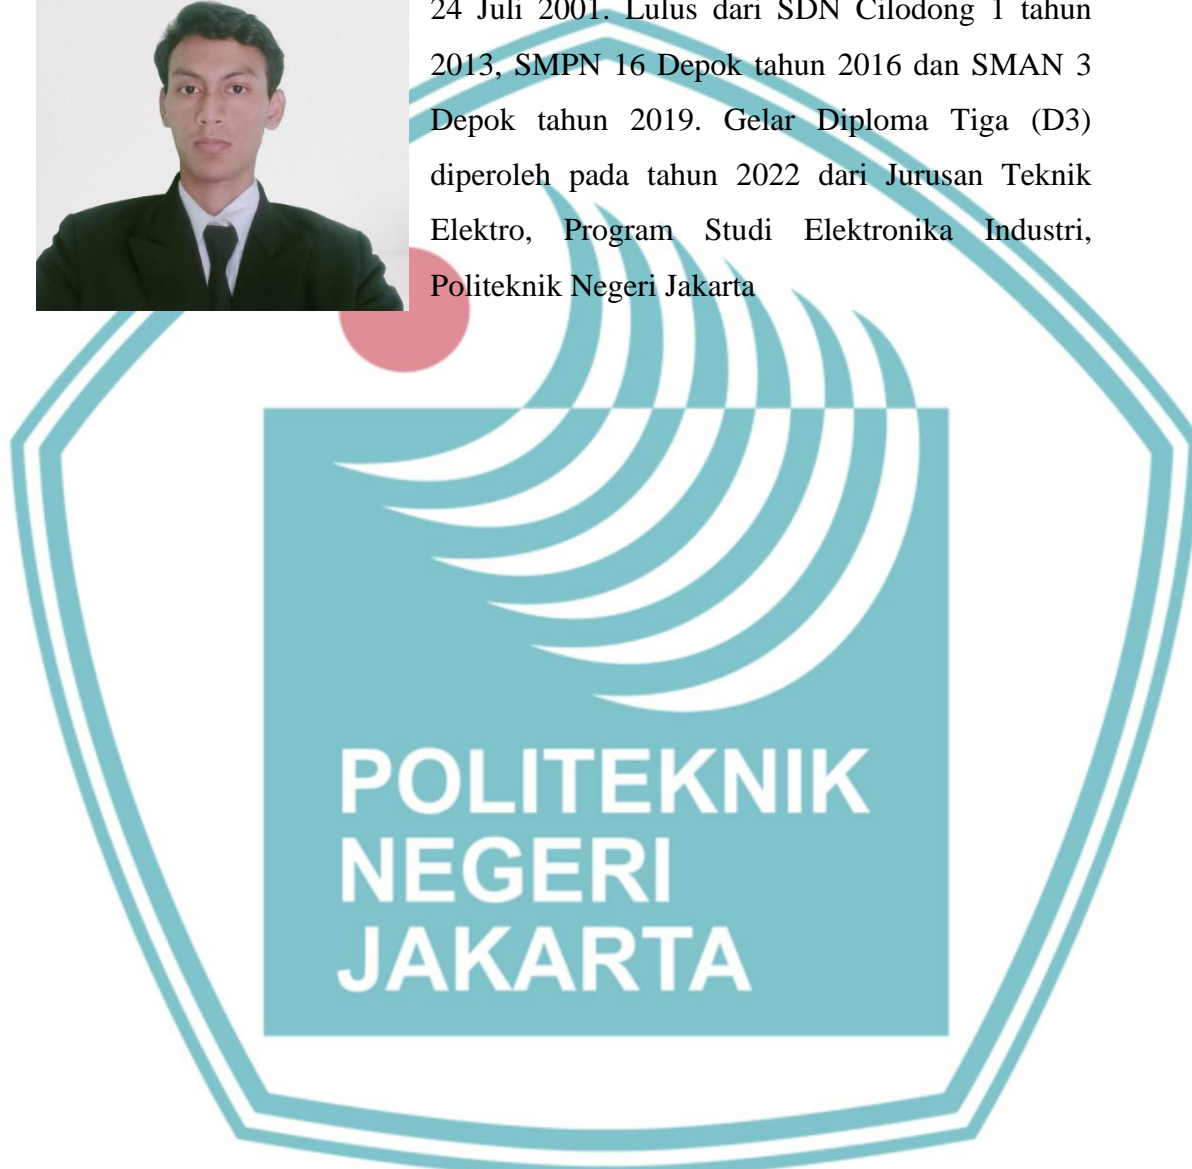 24 Juli 2001. Lulus dari SDN Cilodong 1 tahun
2013, SMPN 16 Depok tahun 2016 dan SMAN 3
Depok tahun 2019. Gelar Diploma Tiga (D3)
diperoleh pada tahun 2022 dari Jurusan Teknik
Elektro, Program Studi Elektronika Industri,
Politeknik Negeri Jakarta
POLITEKNIK
NEGERI
JAKARTA